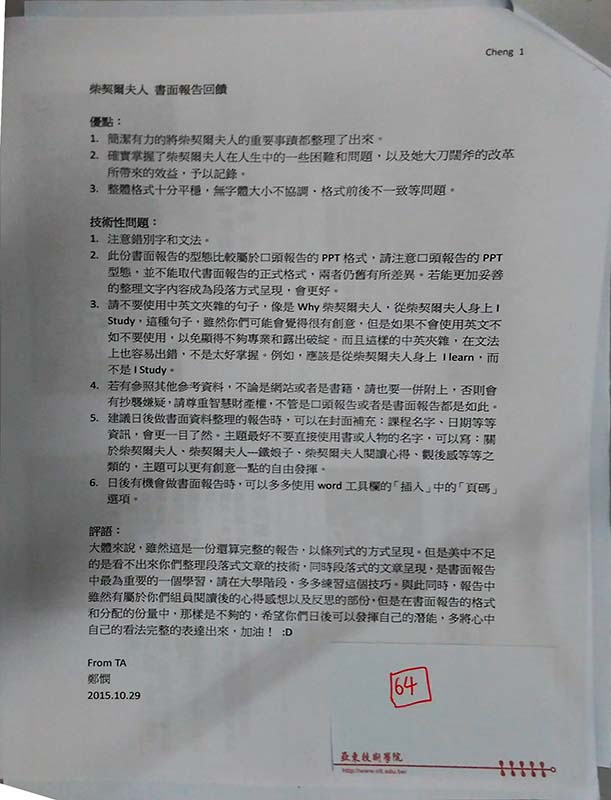 Cheng 1
柴契爾夫人 書面報告回饋
優點：
1. 簡潔有力的將柴契爾夫人的重要事蹟都整理了出來。
2. 確實掌握了柴契爾夫人在人生中的一些困難和問題，以及她大刀闊斧的改革
所帶來的效益，予以記錄。
3. 整體格式十分平穩，無字體大小不協調、格式前後不一致等問題。
技術性問題：
1. 注意錯別字和文法。
2. 此份書面報告的型態比較屬於口頭報告的 PPT 格式，請注意口頭報告的 PPT
型態，並不能取代書面報告的正式格式，兩者仍舊有所差異。若能更加妥善
的整理文字內容成為段落方式呈現，會更好。
3. 請不要使用中英文夾雜的句子，像是 Why 柴契爾夫人，從柴契爾夫人身上 I
Study，這種句子，雖然你們可能會覺得很有創意，但是如果不會使用英文不
如不要使用，以免顯得不夠專業和露出破綻。而且這樣的中英夾雜，在文法
上也容易出錯，不是太好掌握。例如，應該是從柴契爾夫人身上 I learn，而
不是 I Study。
4. 若有參照其他參考資料，不論是網站或者是書籍，請也要一併附上，否則會
有抄襲嫌疑，請尊重智慧財產權，不管是口頭報告或者是書面報告都是如此。
5. 建議日後做書面資料整理的報告時，可以在封面補充：課程名字、日期等等
資訊，會更一目了然。主題最好不要直接使用書或人物的名字，可以寫：關
於柴契爾夫人、柴契爾夫人---鐵娘子、柴契爾夫人閱讀心得、觀後感等等之
類的，主題可以更有創意一點的自由發揮。
6. 日後有機會做書面報告時，可以多多使用 word 工具欄的「插入」中的「頁碼」
選項。
評語：
大體來說，雖然這是一份還算完整的報告，以條列式的方式呈現。但是美中不足
的是看不出來你們整理段落式文章的技術，同時段落式的文章呈現，是書面報告
中最為重要的一個學習，請在大學階段，多多練習這個技巧。與此同時，報告中
雖然有屬於你們組員閱讀後的心得感想以及反思的部份，但是在書面報告的格式
和分配的份量中，那樣是不夠的，希望你們日後可以發揮自己的潛能，多將心中
自己的看法完整的表達出來，加油！ :D
From TA
鄭憫
2015.10.29
64
亞東技術學院
http://www.oit.edu.tw